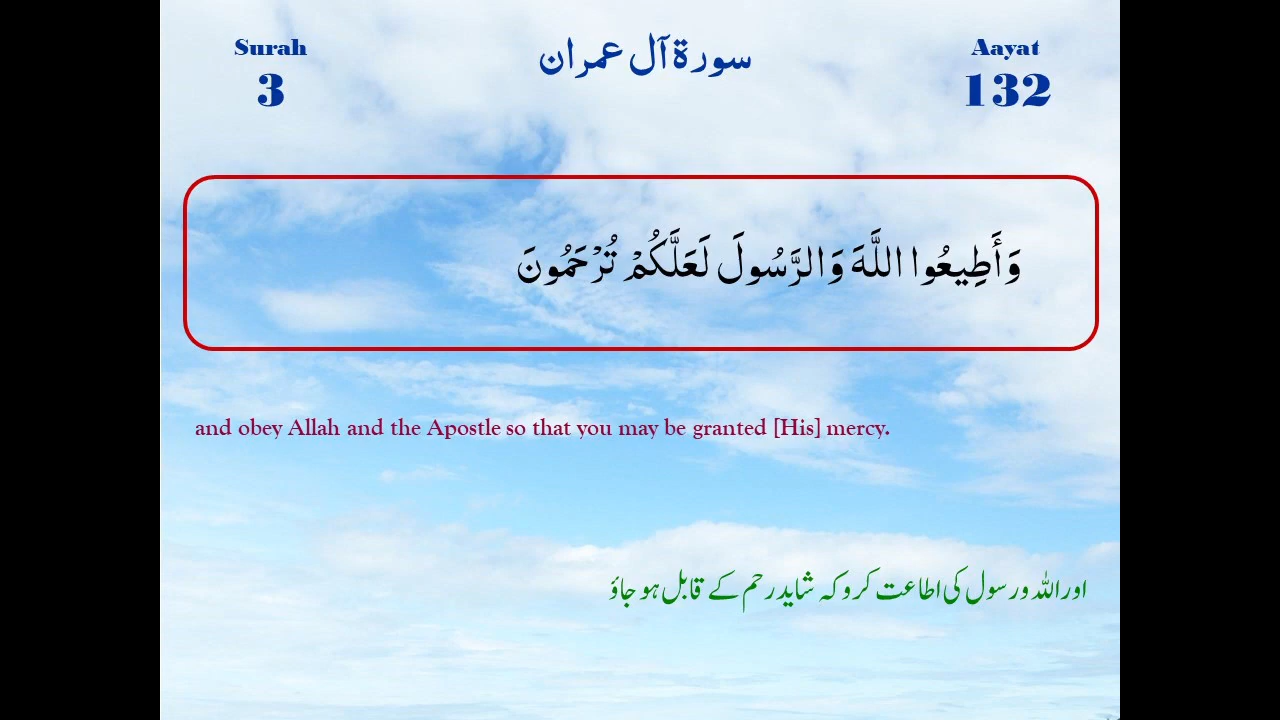 Surah
سورة آل عمران
Aayat
3
132
وَأَطِيعُوا اللَّهَ وَالرَّسُولَ لَعَلَّكُمْ تُرْحَمُونَ
and obey Allah and the Apostle so that you may be granted [His] mercy.
اور اللہ و رسول کی اطاعت کرو کہ شاید رحم کے قابل ہو جاؤ